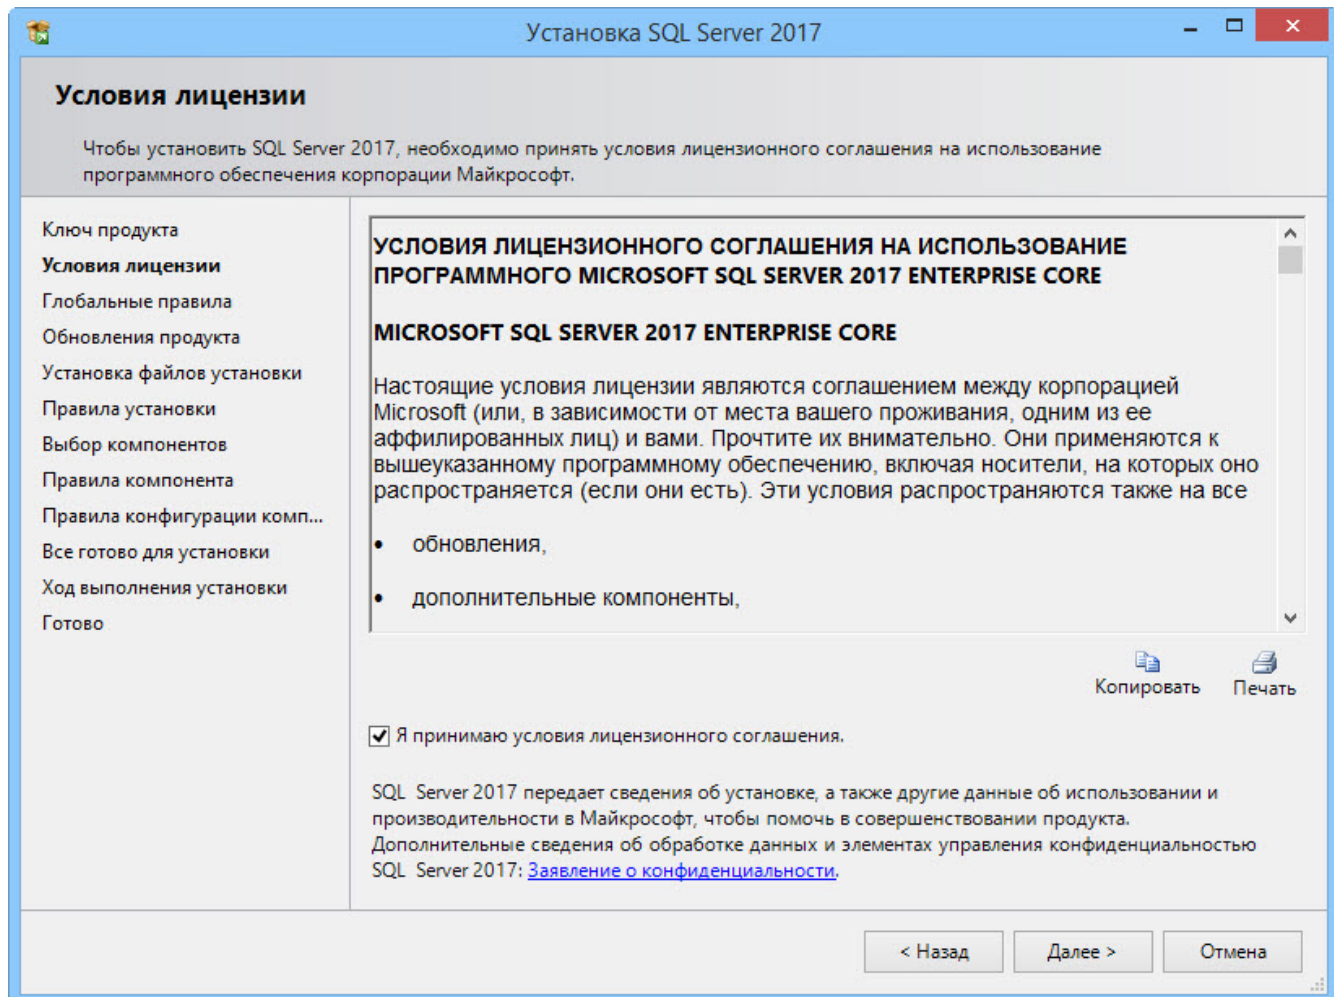 Установка SQL Server 2017
Условия лицензии
Чтобы установить SQL Server 2017, необходимо принять условия лицензионного соглашения на использование
программного обеспечения корпорации Майкрософт.
Ключ продукта
Условия лицензии
Глобальные правила
Обновления продукта
Установка файлов установки
Правила установки
Выбор компонентов
Правила компонента
Правила конфигурации комп...
Все готово для установки
Ход выполнения установки
Готово
УСЛОВИЯ ЛИЦЕНЗИОННОГО СОГЛАШЕНИЯ НА ИСПОЛЬЗОВАНИЕ
ПРОГРАММНОГО MICROSOFT SQL SERVER 2017 ENTERPRISE CORE
MICROSOFT SQL SERVER 2017 ENTERPRISE CORE
Настоящие условия лицензии являются соглашением между корпорацией
Microsoft (или, в зависимости от места вашего проживания, одним из ее
аффилированных лиц) и вами. Прочтите их внимательно. Они применяются к
вышеуказанному программному обеспечению, включая носители, на которых оно
распространяется (если они есть). Эти условия распространяются также на все
• обновления,
• дополнительные компоненты,
Копировать
Печать
Я принимаю условия лицензионного соглашения.
SQL Server 2017 передает сведения об установке, а также другие данные об использовании и
производительности в Майкрософт, чтобы помочь в совершенствовании продукта.
Дополнительные сведения об обработке данных и элементах управления конфиденциальностью
SQL Server 2017: Заявление о конфиденциальности.
< Назад
Далее >
Отмена